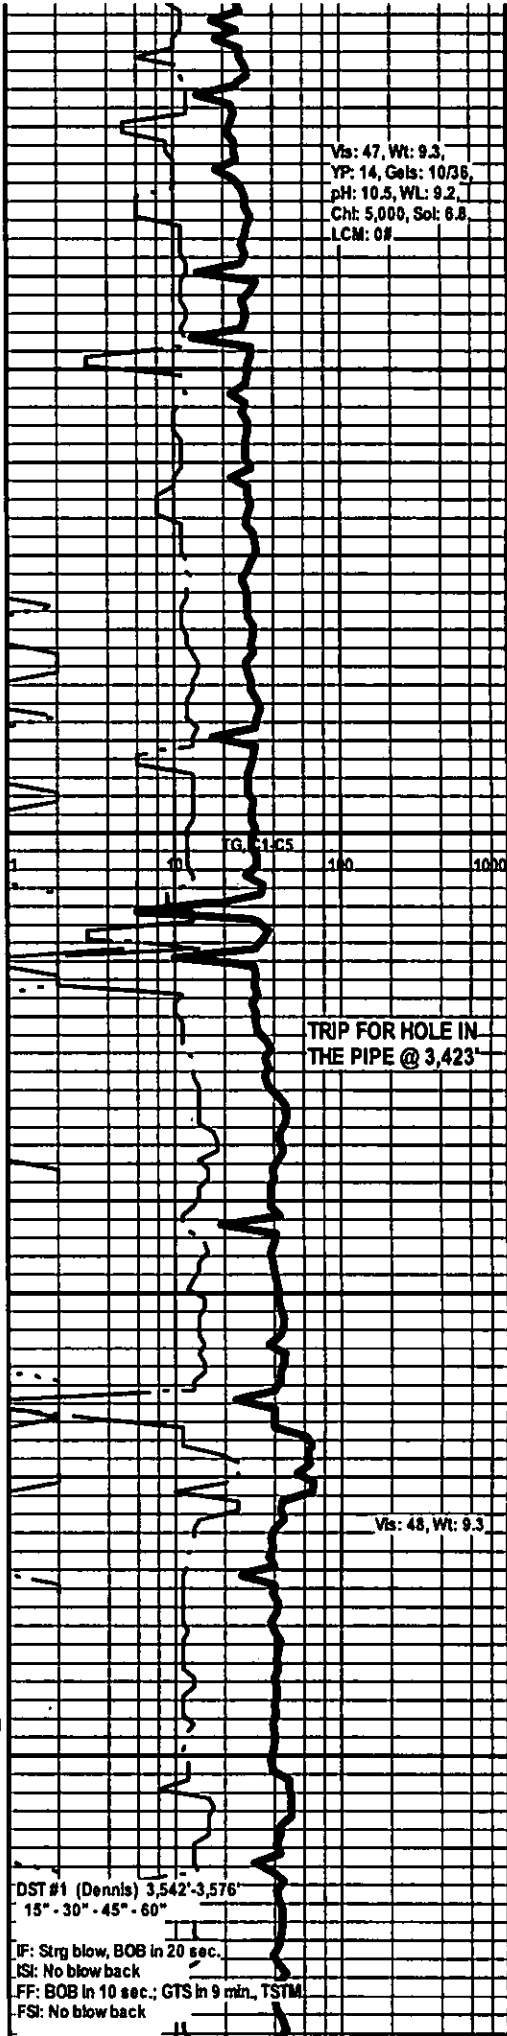 Vis: 47, Wt: 9.3,
YP: 14, Gels: 10/36,
pH: 10.5, WL: 9.2,
Chl: 5,000, Sol: 6.8
LCM: 0#
TG, C1-C5
1 10 100 1000
TRIP FOR HOLE IN
THE PIPE @ 3,423'
Vis: 48, Wt: 9.3
DST #1 (Dennis) 3,542'-3,576'
15" - 30" - 45" - 60"
IF: Strg blow, BOB in 20 sec.
ISI: No blow back
FF: BOB in 10 sec.; GTS in 9 min., TSTM
FSI: No blow back